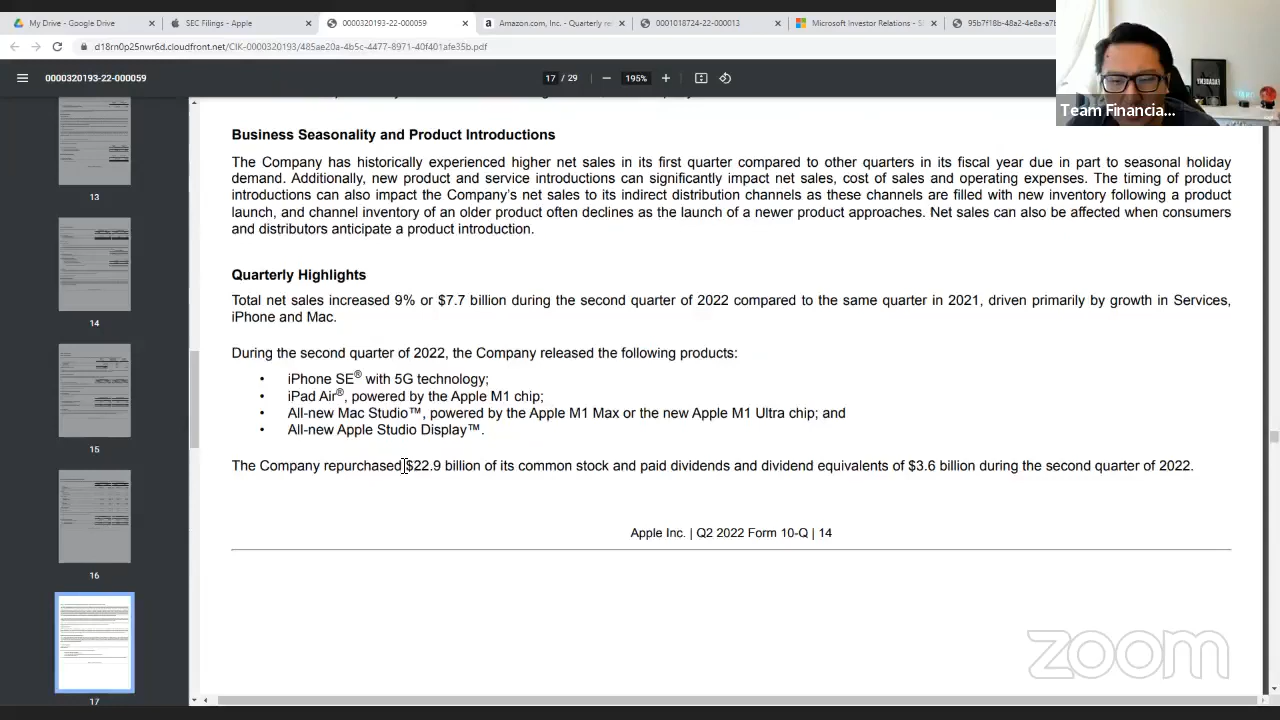 My Drive - Google Drive
SEC Filings - Apple
0000320193-22-000059
Amazon.com, Inc. - Quarterly re
0001018724-22-000013
Microsoft Investor Relations - S
95b7f18b-48a2-4e8a-a7b
d18rn0p25nwr6d.cloudfront.net/CIK-0000320193/485ae20a-4b5c-4477-8971-40f401afe35b.pdf
0000320193-22-000059
17 / 29
195%
ACADEMY
Team Financia...
13
14
15
16
17
Business Seasonality and Product Introductions
The Company has historically experienced higher net sales in its first quarter compared to other quarters in its fiscal year due in part to seasonal holiday
demand. Additionally, new product and service introductions can significantly impact net sales, cost of sales and operating expenses. The timing of product
introductions can also impact the Company's net sales to its indirect distribution channels as these channels are filled with new inventory following a product
launch, and channel inventory of an older product often declines as the launch of a newer product approaches. Net sales can also be affected when consumers
and distributors anticipate a product introduction.
Quarterly Highlights
Total net sales increased 9% or $7.7 billion during the second quarter of 2022 compared to the same quarter in 2021, driven primarily by growth in Services,
iPhone and Mac.
During the second quarter of 2022, the Company released the following products:
• iPhone SE® with 5G technology;
• iPad Air®, powered by the Apple M1 chip;
• All-new Mac Studio™, powered by the Apple M1 Max or the new Apple M1 Ultra chip; and
• All-new Apple Studio Display™.
The Company repurchased $22.9 billion of its common stock and paid dividends and dividend equivalents of $3.6 billion during the second quarter of 2022.
Apple Inc. | Q2 2022 Form 10-Q | 14
zoom